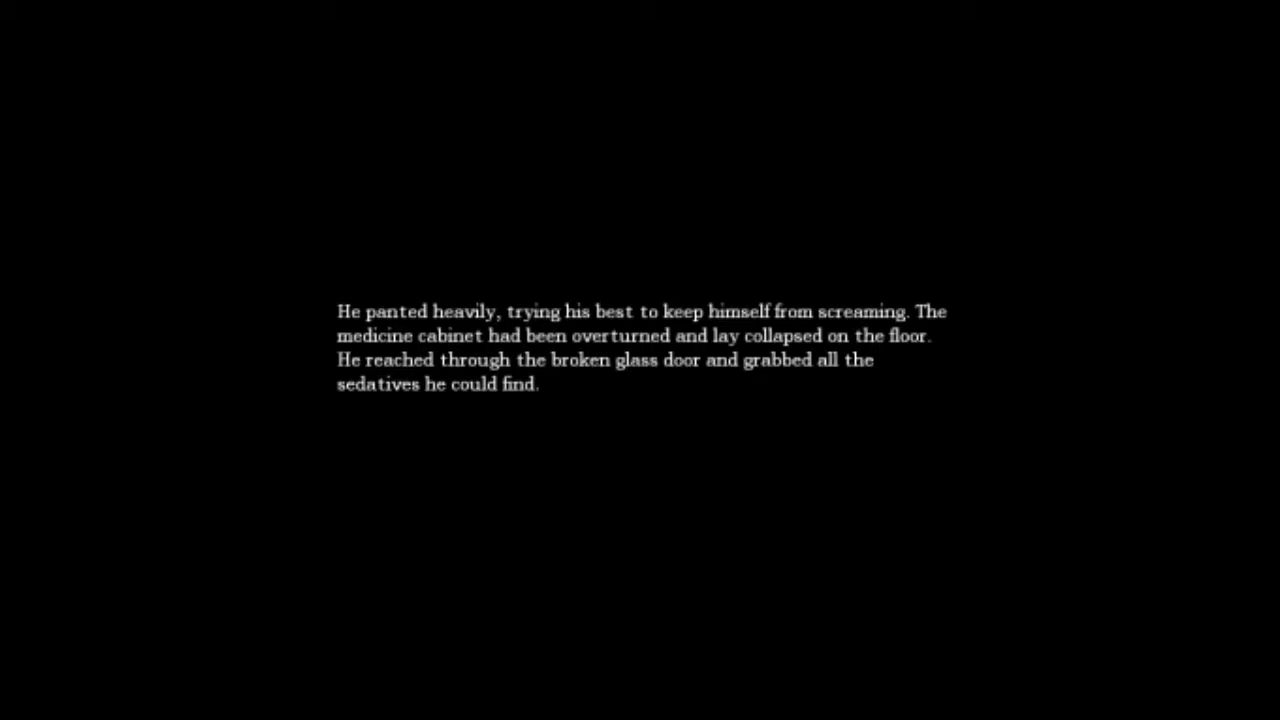 He panted heavily, trying his best to keep himself from screaming. The
medicine cabinet had been overturned and lay collapsed on the floor.
He reached through the broken glass door and grabbed all the
sedatives he could find.